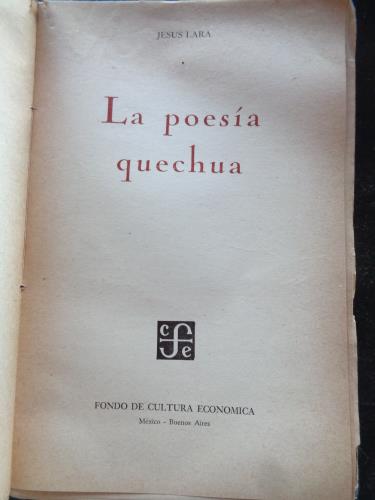 JESUS LARA
La poesía
quechua
c f e
FONDO DE CULTURA ECONOMICA
México - Buenos Aires